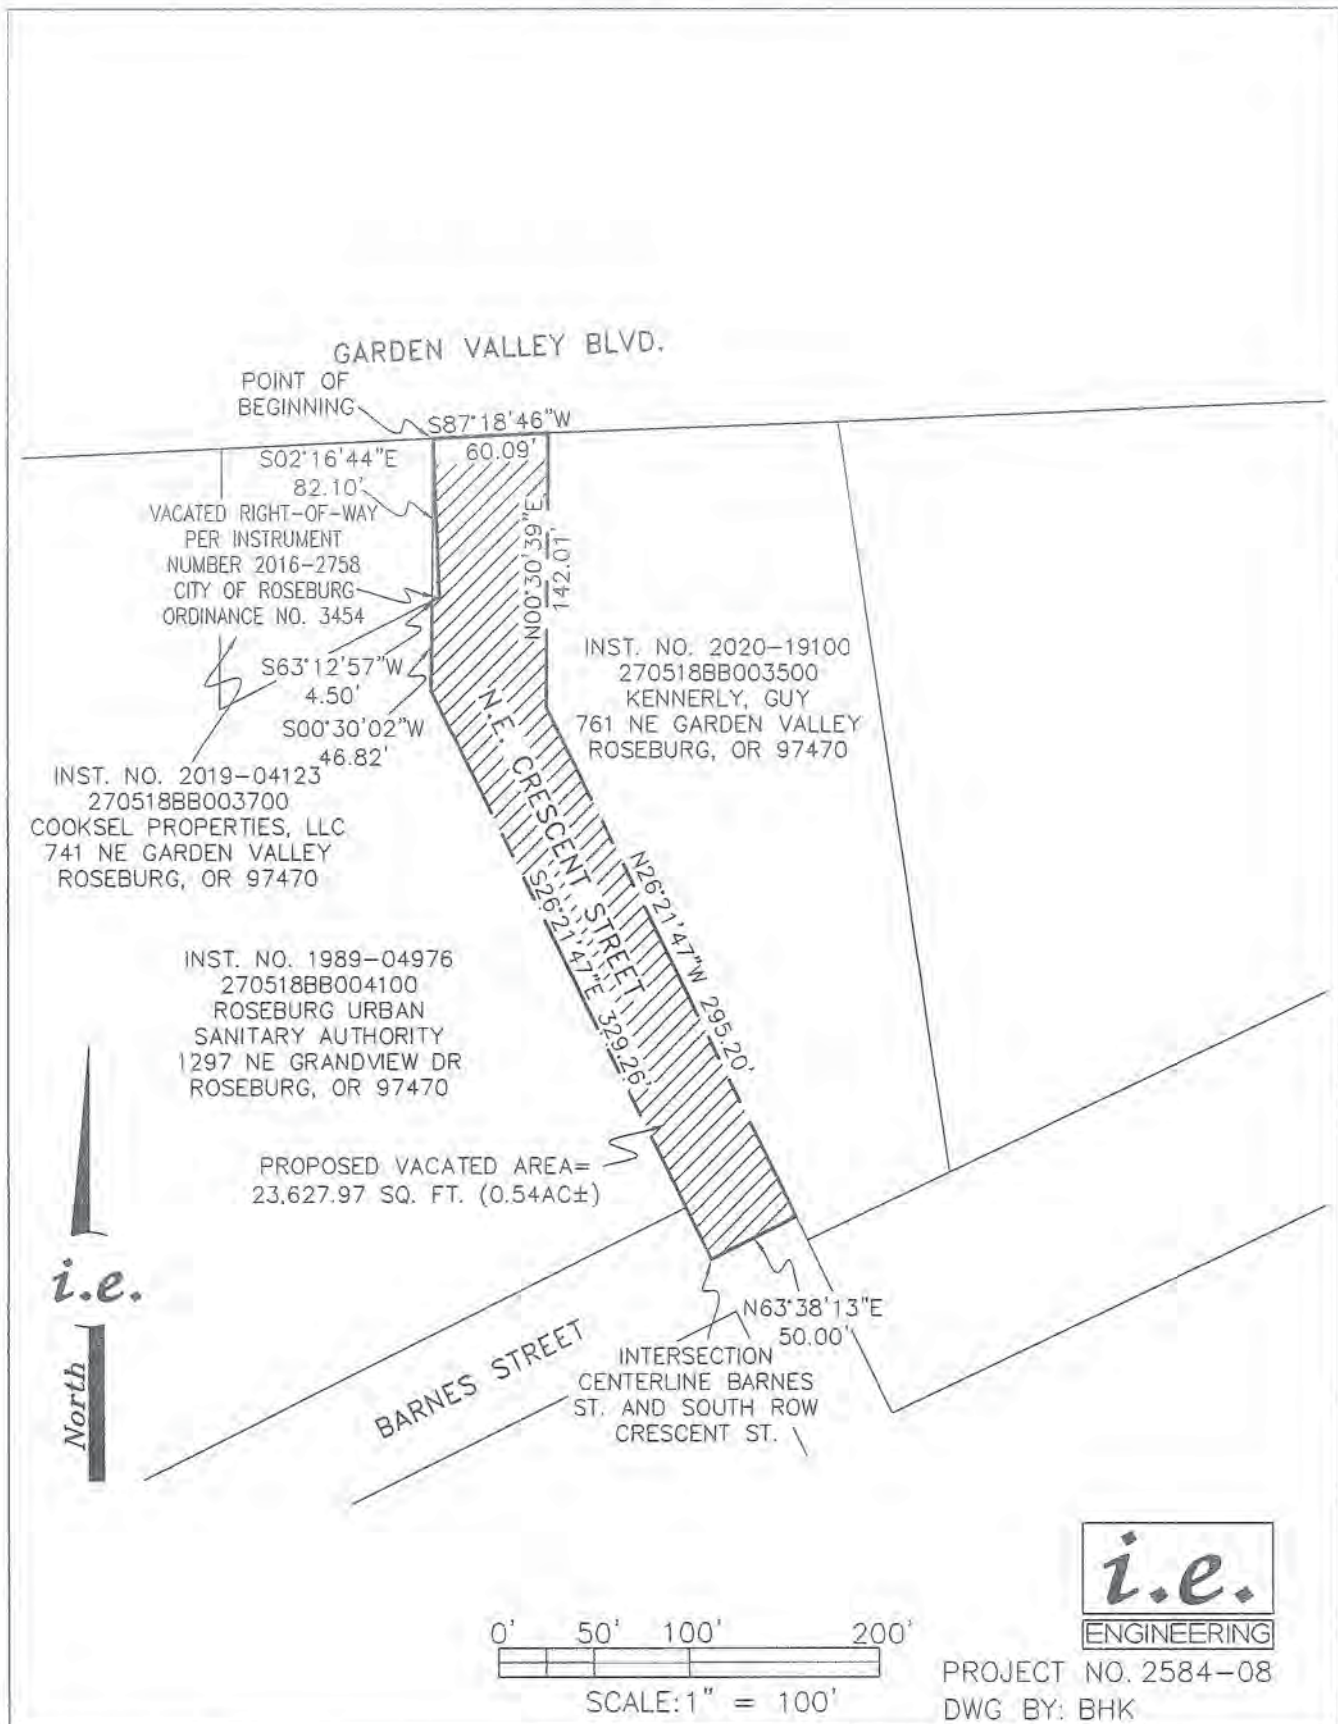 GARDEN VALLEY BLVD.
POINT OF
BEGINNING
S87°18'46"W
60.09'
S02°16'44"E
82.10'
VACATED RIGHT-OF-WAY
PER INSTRUMENT
NUMBER 2016-2758
CITY OF ROSEBURG
ORDINANCE NO. 3454
N00°30'39"E
142.01'
S63°12'57"W
4.50'
S00°30'02"W
46.82'
INST. NO. 2020-19100
270518BB003500
KENNERLY, GUY
761 NE GARDEN VALLEY
ROSEBURG, OR 97470
INST. NO. 2019-04123
270518BB003700
COOKSEL PROPERTIES, LLC
741 NE GARDEN VALLEY
ROSEBURG, OR 97470
N.E. CRESCENT STREET
N26°21'47"W 295.20'
S26°21'47"E 329.26'
INST. NO. 1989-04976
270518BB004100
ROSEBURG URBAN
SANITARY AUTHORITY
1297 NE GRANDVIEW DR
ROSEBURG, OR 97470
PROPOSED VACATED AREA=
23,627.97 SQ. FT. (0.54AC±)
i.e.
North
N63°38'13"E
50.00'
BARNES STREET
INTERSECTION
CENTERLINE BARNES
ST. AND SOUTH ROW
CRESCENT ST.
0' 50' 100' 200'
SCALE: 1" = 100'
i.e.
ENGINEERING
PROJECT NO. 2584-08
DWG BY: BHK